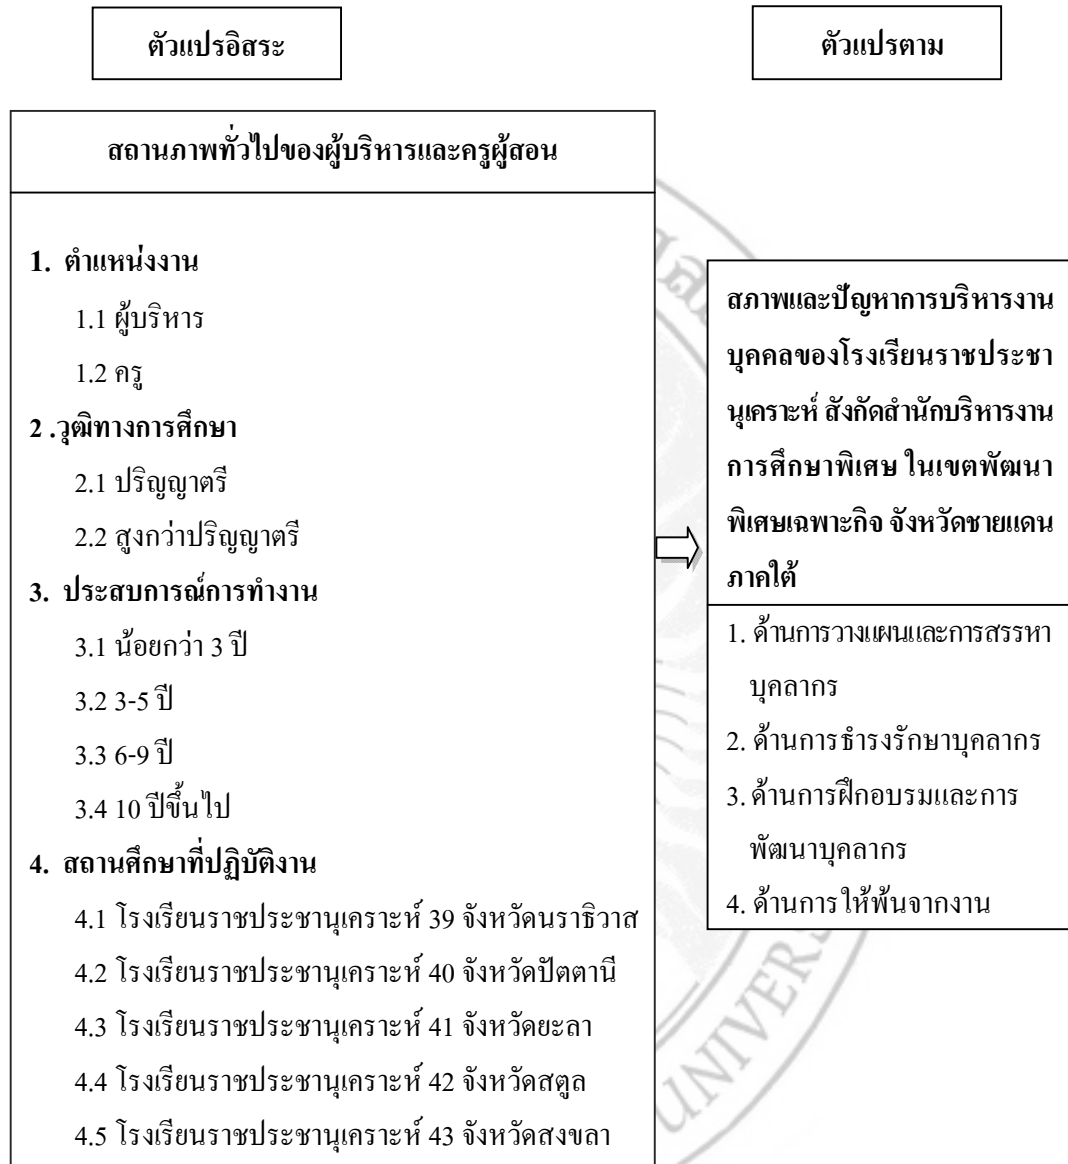 ตัวแปรอิสระ
ตัวแปรตาม
สถานภาพทั่วไปของผู้บริหารและครูผู้สอน
1. ตำแหน่งงาน
1.1 ผู้บริหาร
1.2 ครู
2 .วุฒิทางการศึกษา
2.1 ปริญญาตรี
2.2 สูงกว่าปริญญาตรี
3. ประสบการณ์การทำงาน
3.1 น้อยกว่า 3 ปี
3.2 3-5 ปี
3.3 6-9 ปี
3.4 10 ปีขึ้นไป
4. สถานศึกษาที่ปฏิบัติงาน
4.1 โรงเรียนราชประชานุเคราะห์ 39 จังหวัดนราธิวาส
4.2 โรงเรียนราชประชานุเคราะห์ 40 จังหวัดปัตตานี
4.3 โรงเรียนราชประชานุเคราะห์ 41 จังหวัดยะลา
4.4 โรงเรียนราชประชานุเคราะห์ 42 จังหวัดสตูล
4.5 โรงเรียนราชประชานุเคราะห์ 43 จังหวัดสงขลา
สภาพและปัญหาการบริหารงาน
บุคคลของโรงเรียนราชประชา
นุเคราะห์ สังกัดสำนักบริหารงาน
การศึกษาพิเศษ ในเขตพัฒนา
พิเศษเฉพาะกิจ จังหวัดชายแดน
ภาคใต้
1. ด้านการวางแผนและการสรรหา
บุคลากร
2. ด้านการธำรงรักษาบุคลากร
3. ด้านการฝึกอบรมและการ
พัฒนาบุคลากร
4. ด้านการให้พ้นจากงาน